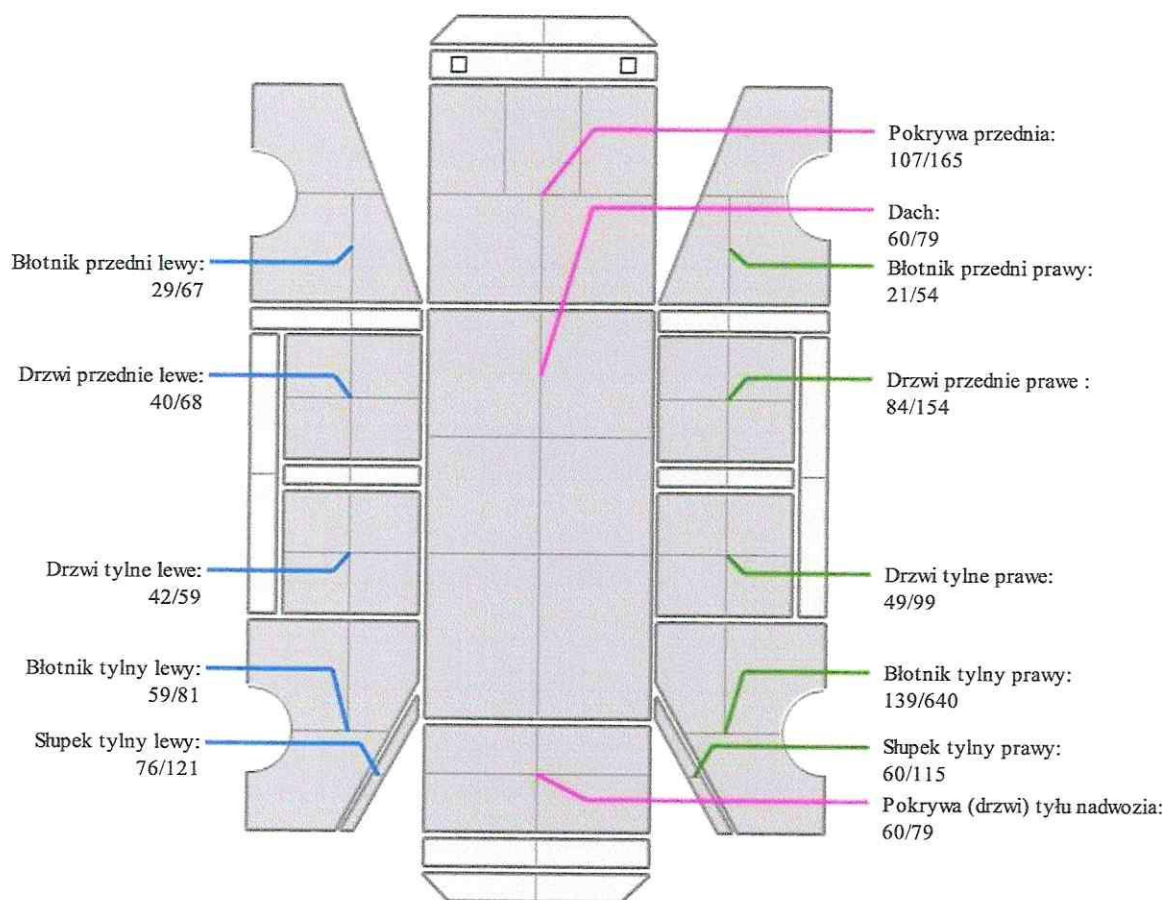 Pokrywa przednia:
107/165
Dach:
60/79
Błotnik przedni lewy:
29/67
Błotnik przedni prawy:
21/54
Drzwi przednie lewe:
40/68
Drzwi przednie prawe :
84/154
Drzwi tylne lewe:
42/59
Drzwi tylne prawe:
49/99
Błotnik tylny lewy:
59/81
Błotnik tylny prawy:
139/640
Słupek tylny lewy:
76/121
Słupek tylny prawy:
60/115
Pokrywa (drzwi) tyłu nadwozia:
60/79